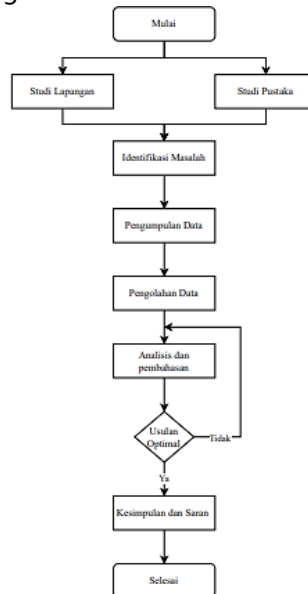 g
Mulai
Studi Lapangan
Studi Pustaka
Identifikasi Masalah
Pengumpulan Data
Pengolahan Data
Analisis dan
pembahasan
Usulan
Optimal
Tidak
Ya
Kesimpulan dan Saran
Selesai